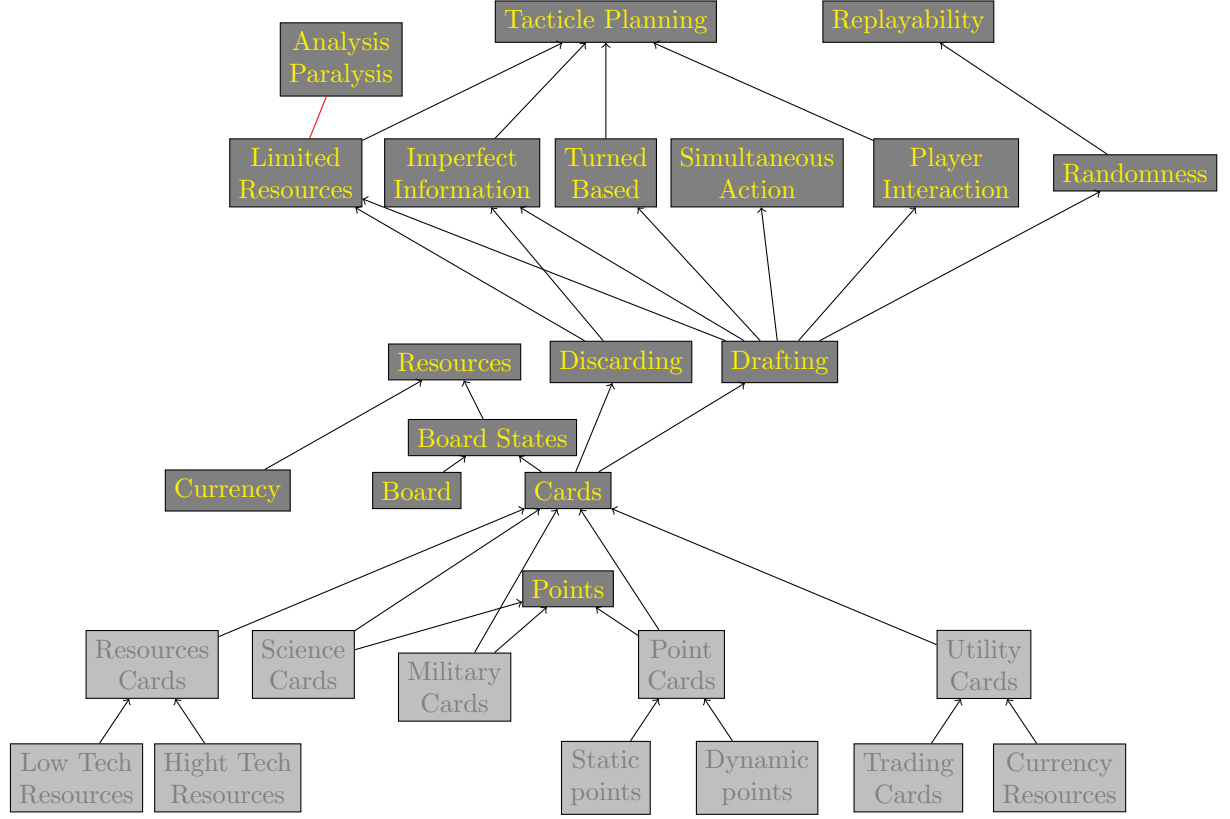 Tacticle Planning
Replayability
Analysis
Paralysis
Limited
Resources
Imperfect
Information
Turned
Based
Simultaneous
Action
Player
Interaction
Randomness
Resources
Discarding
Drafting
Board States
Currency
Board
Cards
Points
Resources
Cards
Science
Cards
Military
Cards
Point
Cards
Utility
Cards
Low Tech
Resources
Hight Tech
Resources
Static
points
Dynamic
points
Trading
Cards
Currency
Resources